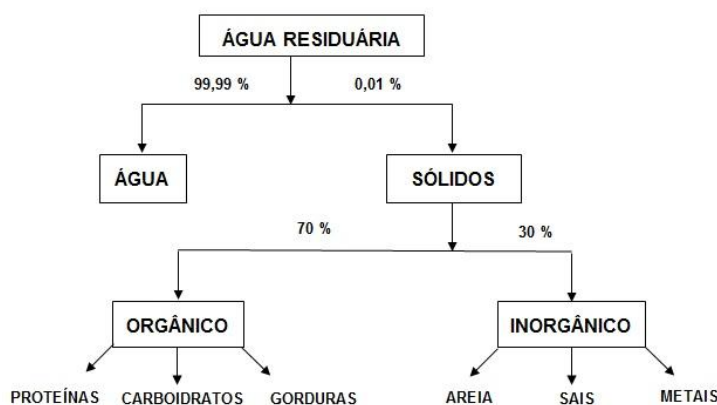 ÁGUA RESIDUÁRIA
99,99 % 0,01 %
ÁGUA SÓLIDOS
70 % 30 %
ORGÂNICO INORGÂNICO
PROTEÍNAS CARBOIDRATOS GORDURAS AREIA SAIS METAIS